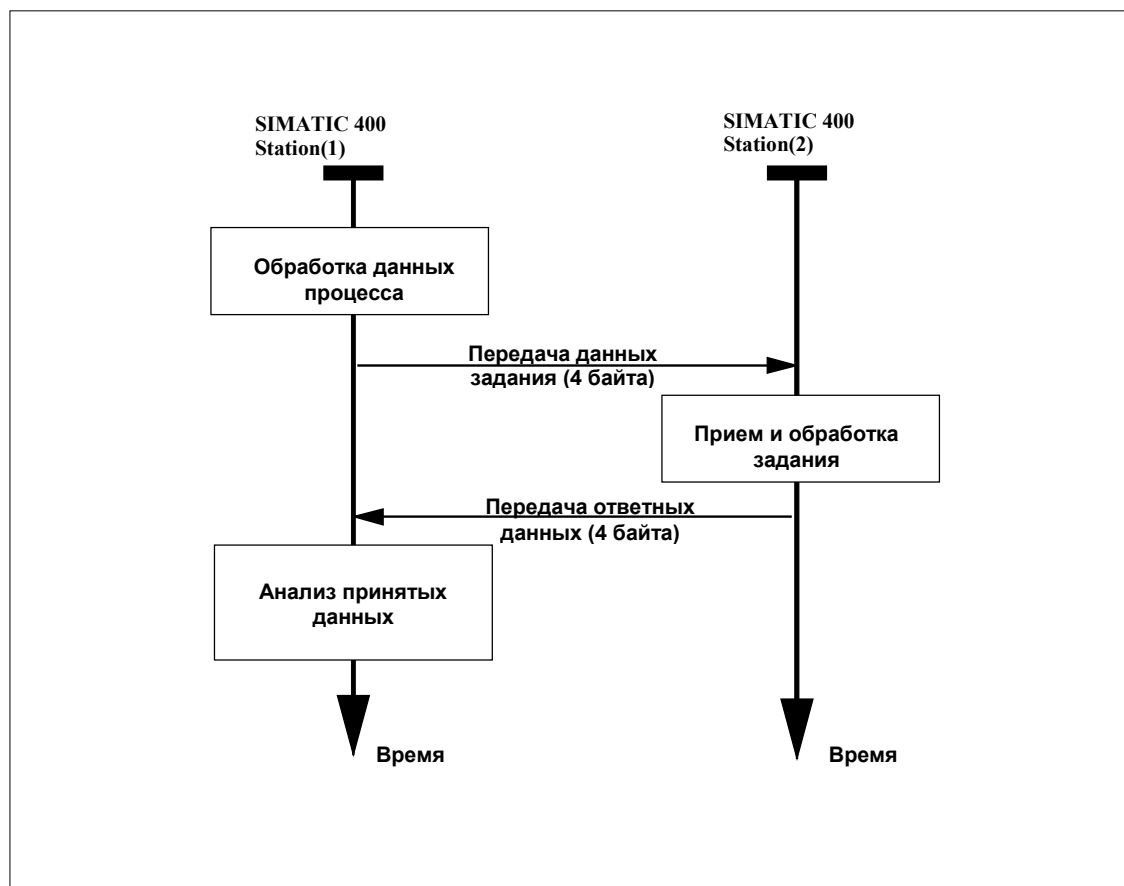 SIMATIC 400
Station(1)
SIMATIC 400
Station(2)
Обработка данных
процесса
Передача данных
задания (4 байта)
Прием и обработка
задания
Передача ответных
данных (4 байта)
Анализ принятых
данных
Время
Время